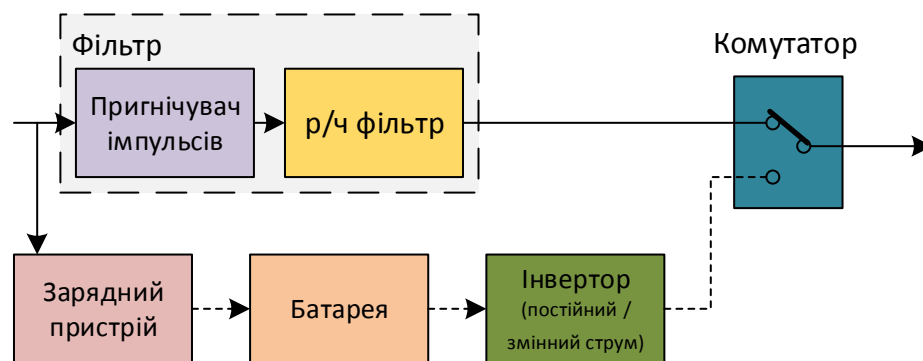 Фільтр
Комутатор
Пригнічувач
імпульсів
р/ч фільтр
Зарядний
пристрій
Батарея
Інвертор
(постійний /
змінний струм)